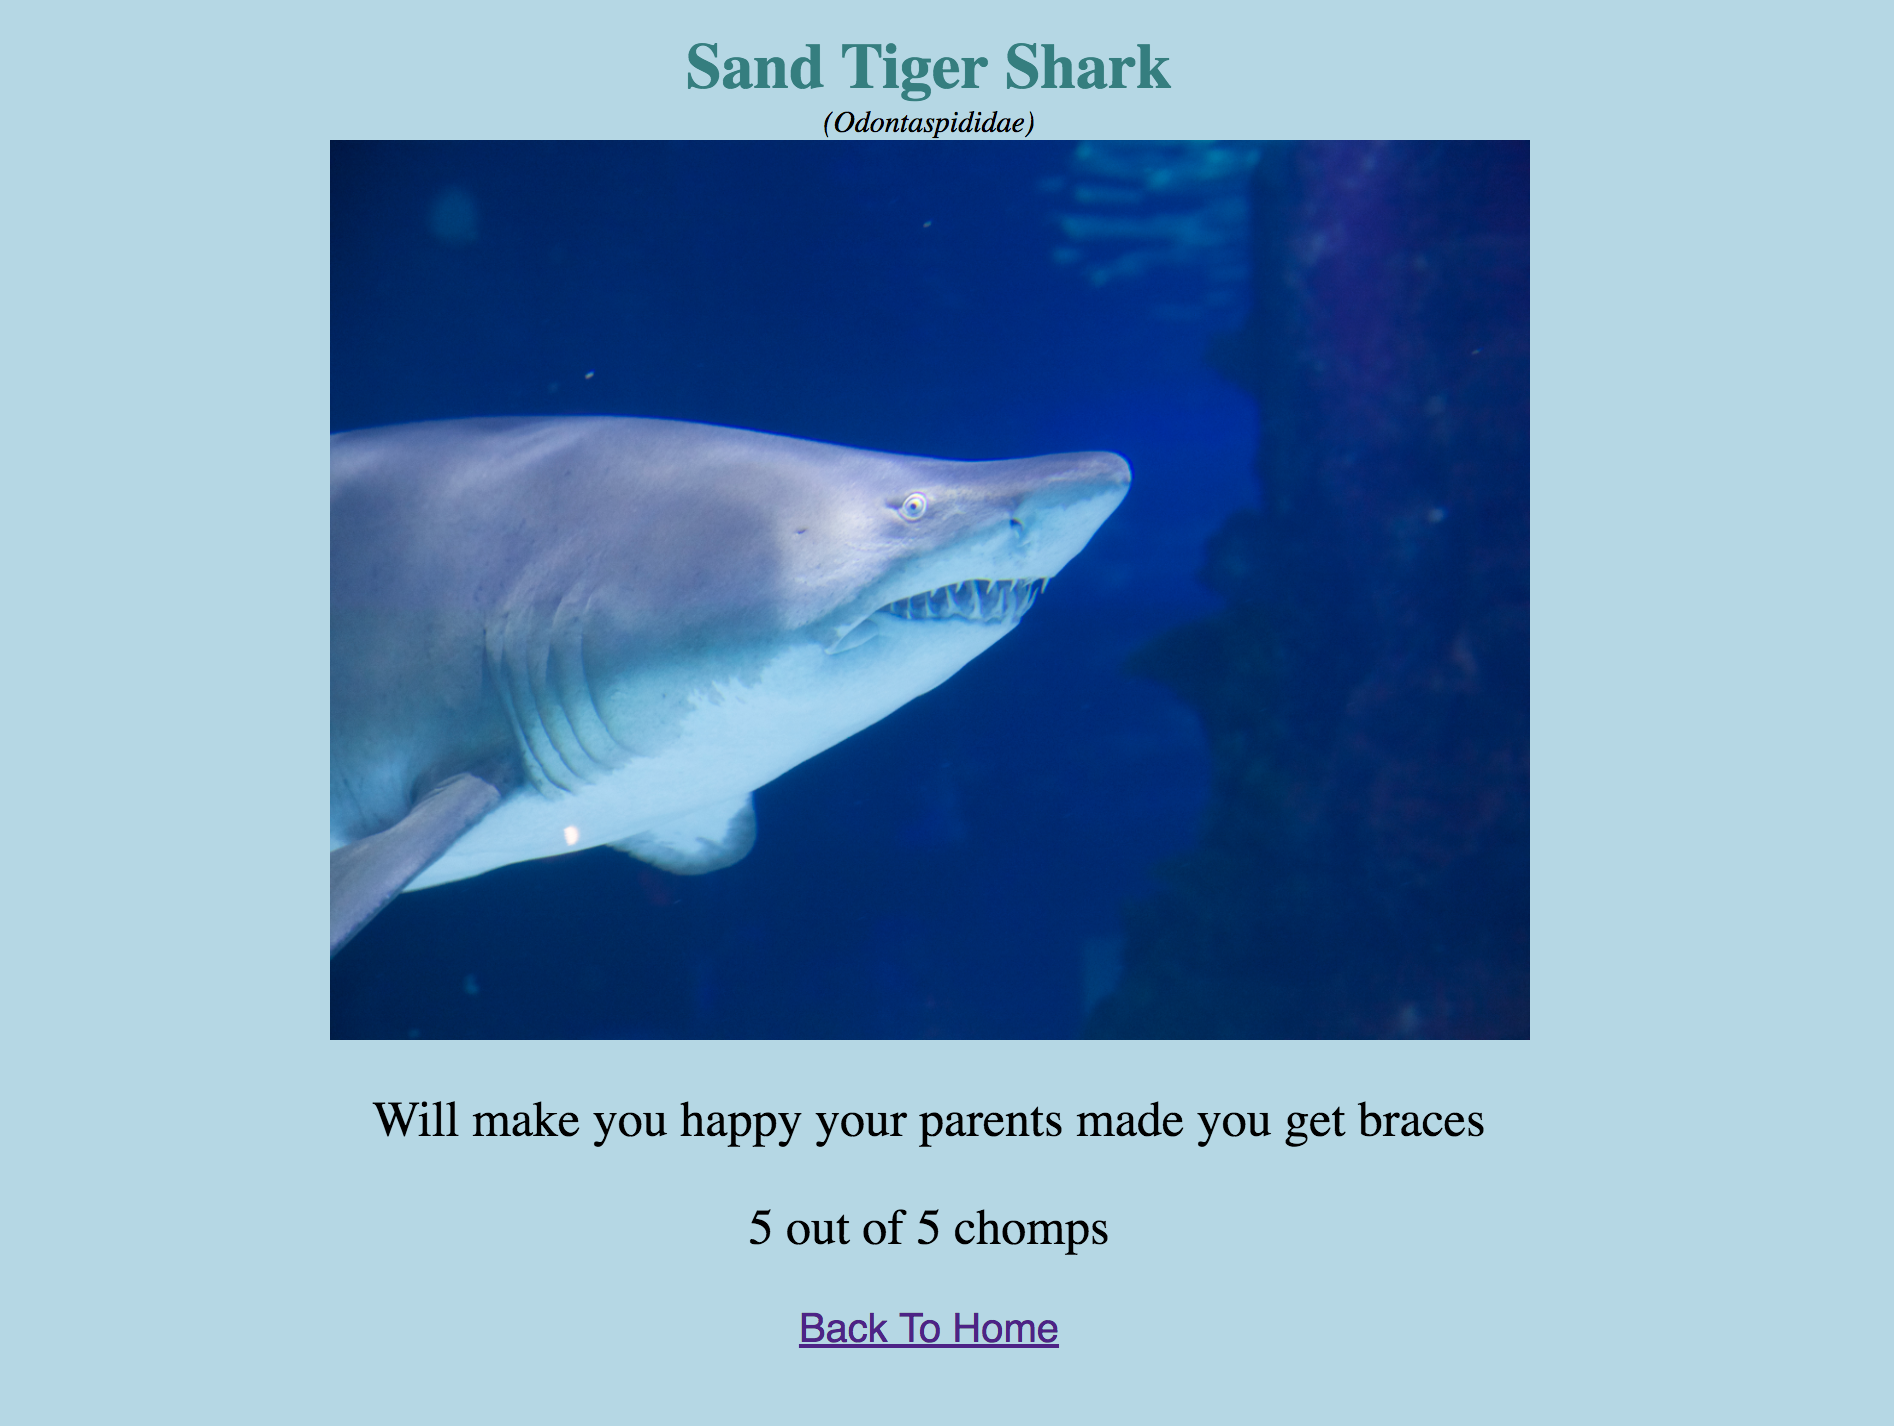 Sand Tiger Shark
(Odontaspididae)
Will make you happy your parents made you get braces
5 out of 5 chomps
Back To Home